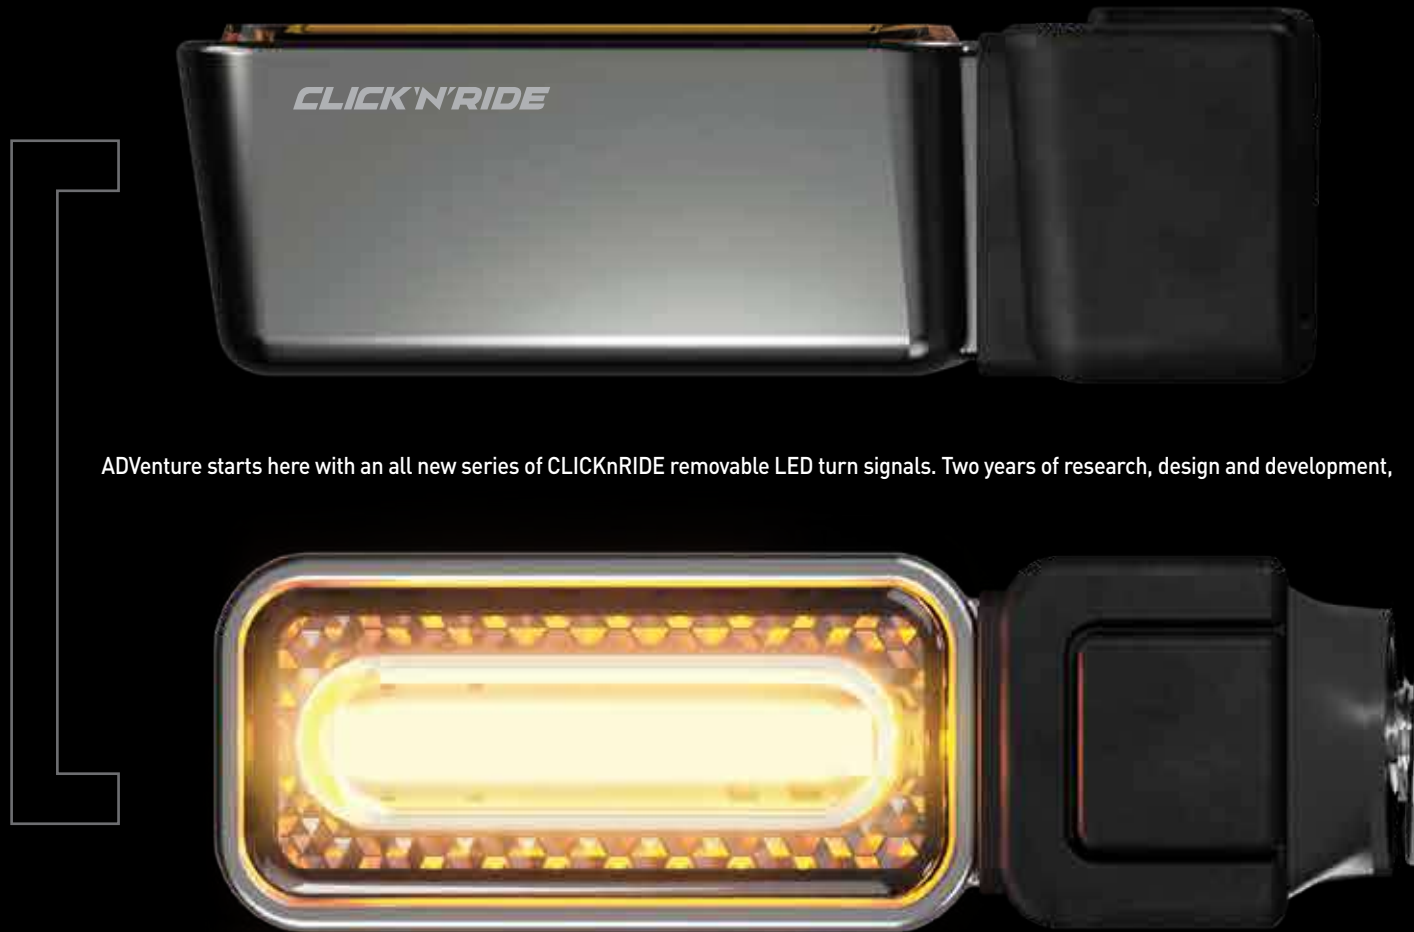 CLICK'N'RIDE
ADVenture starts here with an all new series of CLICKnRIDE removable LED turn signals. Two years of research, design and development,